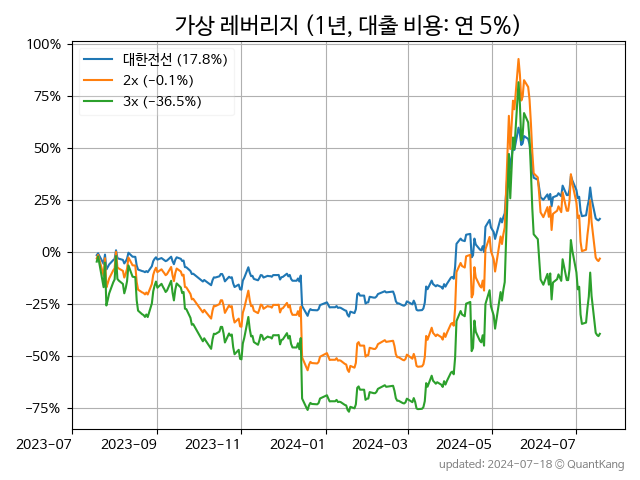 가상 레버리지 (1년, 대출 비용: 연 5%)
100%
75%
50%
25%
0%
−25%
−50%
−75%
대한전선 (17.8%)
2x (−0.1%)
3x (−36.5%)
2023-07 2023-09 2023-11 2024-01 2024-03 2024-05 2024-07
updated: 2024-07-18 ⓒ QuantKang